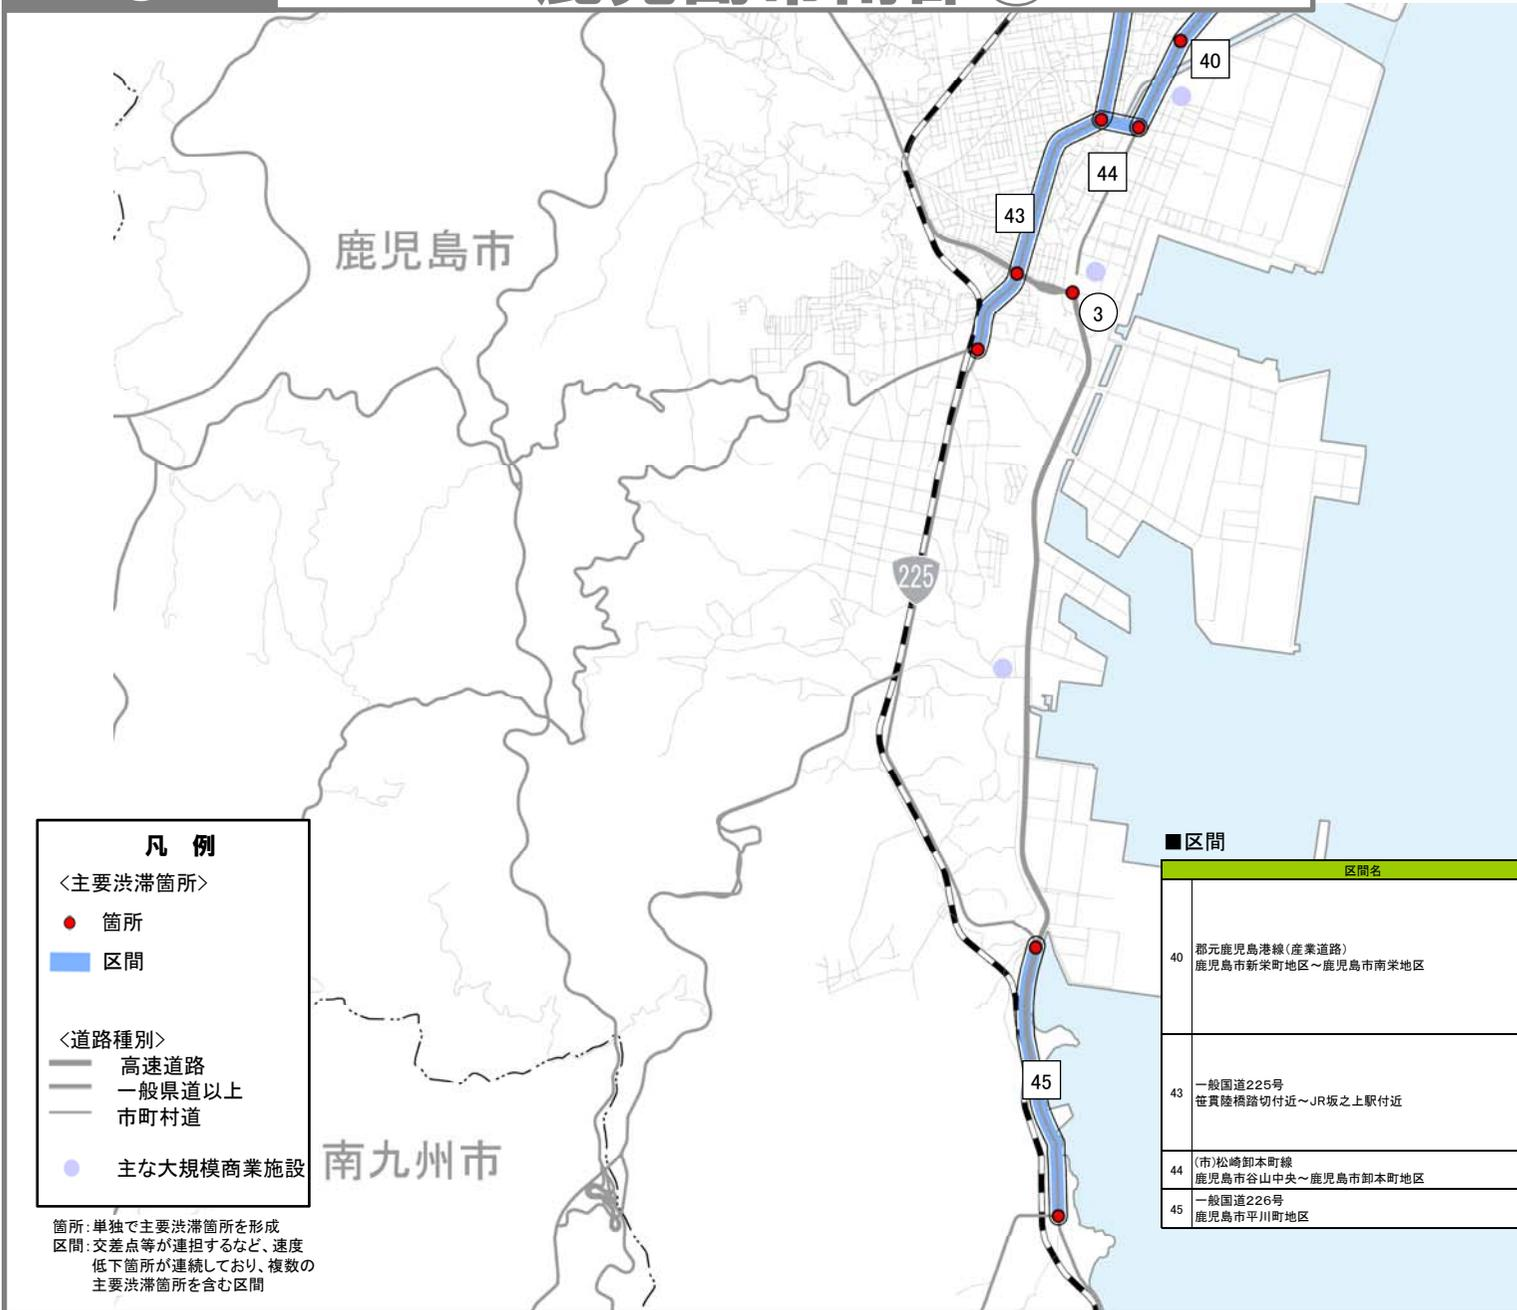 40
44
43
鹿児島市
3
225
45
南九州市
凡 例
<主要渋滞箇所>
箇所
区間
<道路種別>
高速道路
一般県道以上
市町村道
主な大規模商業施設
箇所:単独で主要渋滞箇所を形成
区間:交差点等が連担するなど、速度
低下箇所が連続しており、複数の
主要渋滞箇所を含む区間
■区間
区間名
40 郡元鹿児島港線(産業道路)
鹿児島市新栄町地区~鹿児島市南栄地区
43 一般国道225号
笹貫陸橋踏切付近~JR坂之上駅付近
44 (市)松崎卸本町線
鹿児島市谷山中央~鹿児島市卸本町地区
45 一般国道226号
鹿児島市平川町地区